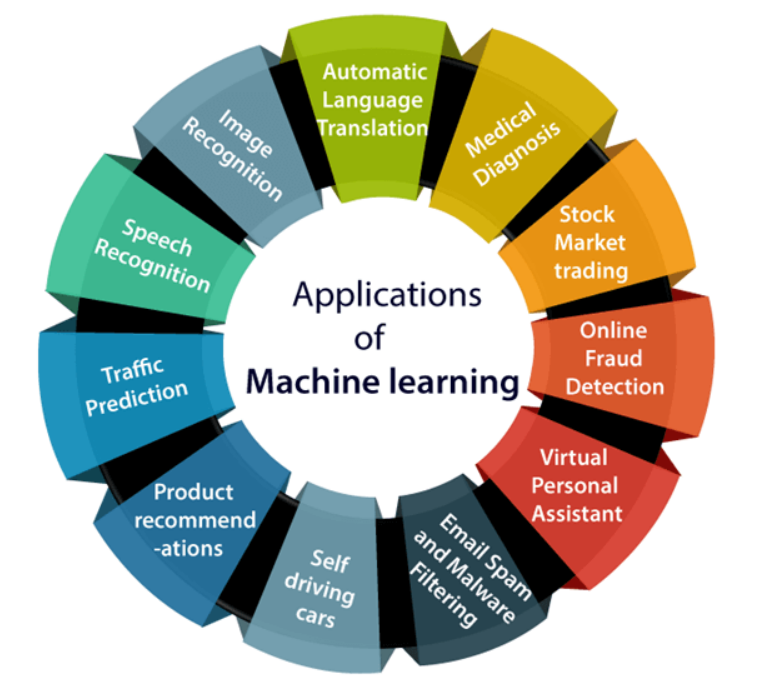 Automatic
Language
Translation
Medical
Diagnosis
Stock
Market
trading
Online
Fraud
Detection
Virtual
Personal
Assistant
Email Spam
and Malware
Filtering
Self
driving
cars
Product
recommend
-ations
Traffic
Prediction
Speech
Recognition
Image
Recognition
Applications
of
Machine learning